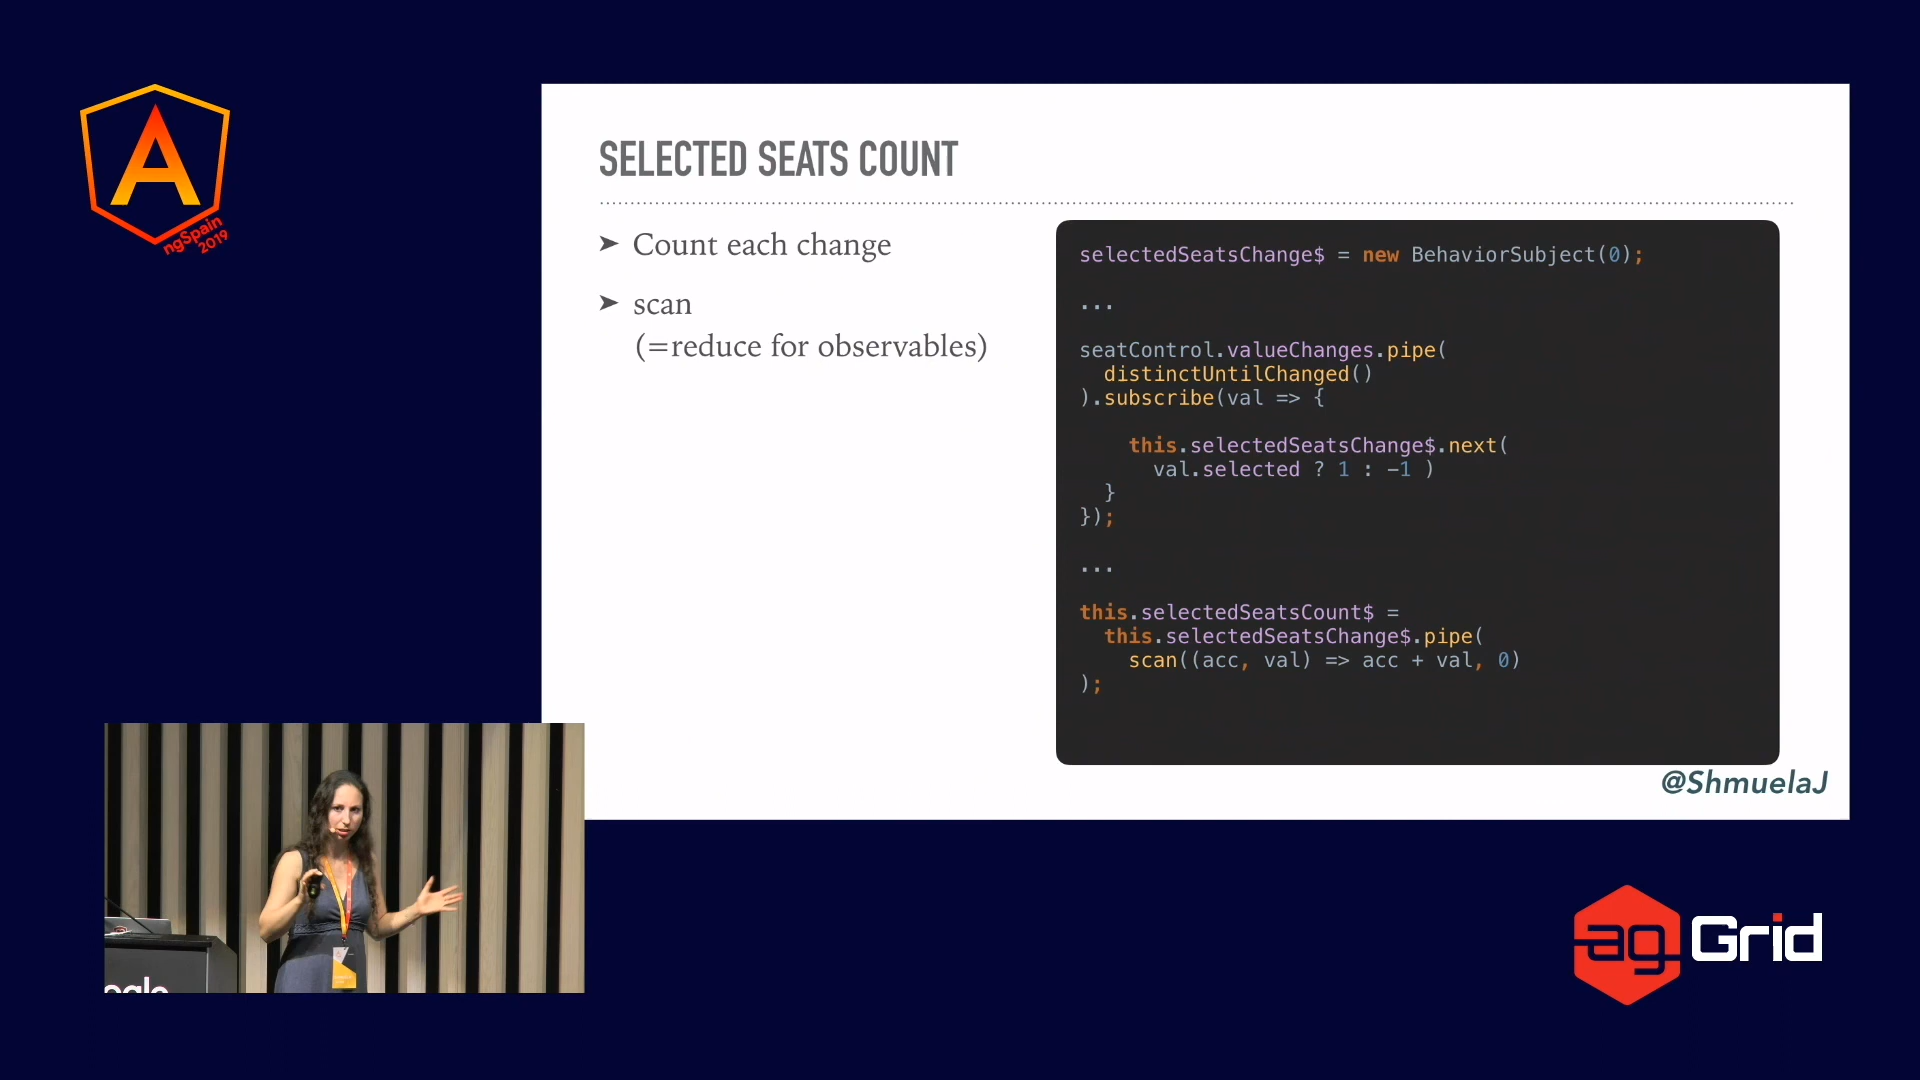 A
ngSpain
2019
SELECTED SEATS COUNT
➤ Count each change
➤ scan
(=reduce for observables)
selectedSeatsChange$ = new BehaviorSubject(0);
...
seatControl.valueChanges.pipe(
distinctUntilChanged()
).subscribe(val => {
this.selectedSeatsChange$.next(
val.selected ? 1 : -1 )
}
});
...
this.selectedSeatsCount$ =
this.selectedSeatsChange$.pipe(
scan((acc, val) => acc + val, 0)
);
@ShmuelaJ
ogle
ag Grid